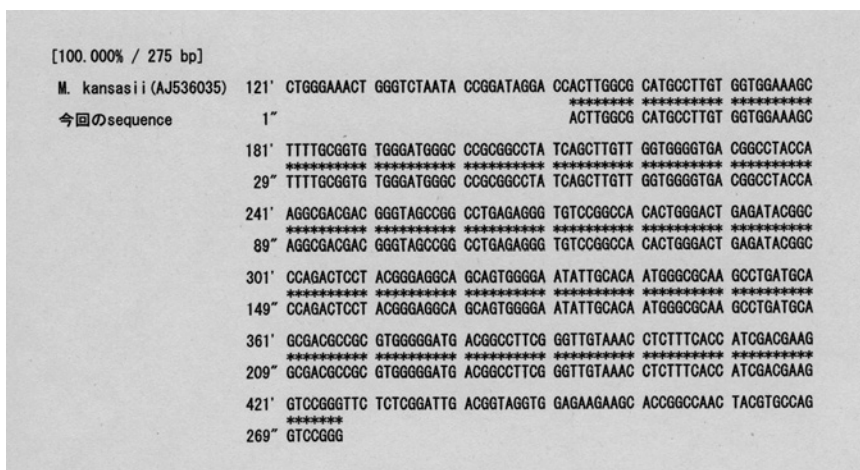 [100.000% / 275 bp]
M. kansasii(AJ536035) 121' CTGGGAAACT GGGTCTAATA CCGGATAGGA CCACTTGGCG CATGCCTTGT GGTGGAAAGC
******** ********** **********
今回のsequence 1" ACTTGGCG CATGCCTTGT GGTGGAAAGC
181' TTTTGCGGTG TGGGATGGGC CCGCGGCCTA TCAGCTTGTT GGTGGGGTGA CGGCCTACCA
********** ********** ********** ********** ********** **********
29" TTTTGCGGTG TGGGATGGGC CCGCGGCCTA TCAGCTTGTT GGTGGGGTGA CGGCCTACCA
241' AGGCGACGAC GGGTAGCCGG CCTGAGAGGG TGTCCGGCCA CACTGGGACT GAGATACGGC
********** ********** ********** ********** ********** **********
89" AGGCGACGAC GGGTAGCCGG CCTGAGAGGG TGTCCGGCCA CACTGGGACT GAGATACGGC
301' CCAGACTCCT ACGGGAGGCA GCAGTGGGGA ATATTGCACA ATGGGCGCAA GCCTGATGCA
********** ********** ********** ********** ********** **********
149" CCAGACTCCT ACGGGAGGCA GCAGTGGGGA ATATTGCACA ATGGGCGCAA GCCTGATGCA
361' GCGACGCCGC GTGGGGGATG ACGGCCTTCG GGTTGTAAAC CTCTTTCACC ATCGACGAAG
********** ********** ********** ********** ********** **********
209" GCGACGCCGC GTGGGGGATG ACGGCCTTCG GGTTGTAAAC CTCTTTCACC ATCGACGAAG
421' GTCCGGGTTC TCTCGGATTG ACGGTAGGTG GAGAAGAAGC ACCGGCCAAC TACGTGCCAG
*******
269" GTCCGGG